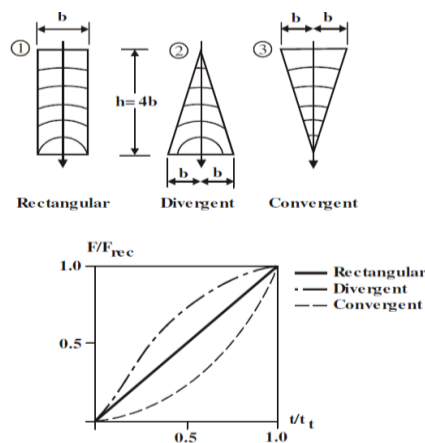 b
① ② ③ b b
h= 4b
b b
Rectangular Divergent Convergent
F/Frec
1.0
Rectangular
Divergent
Convergent
0.5
t/tt
0.5 1.0